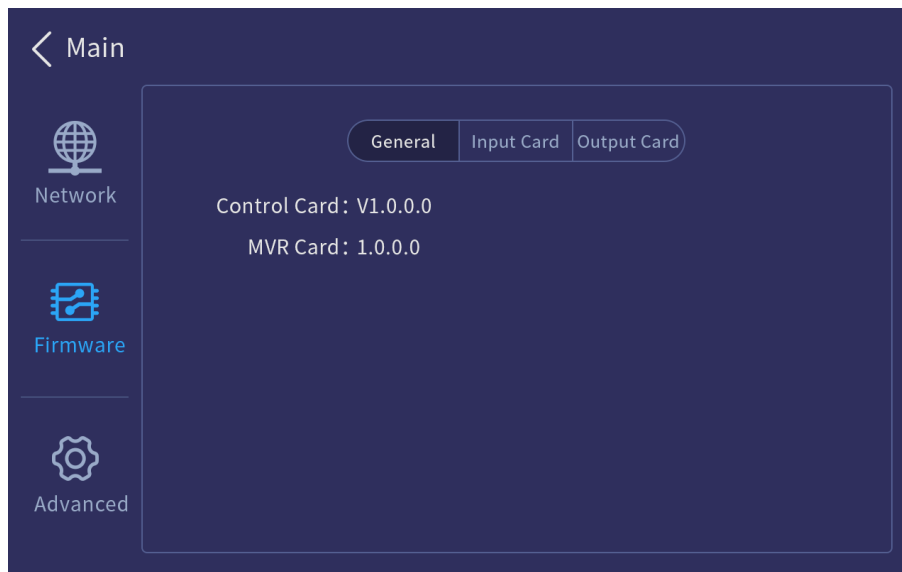 Main
General Input Card Output Card
Network
Control Card: V1.0.0.0
MVR Card: 1.0.0.0
Firmware
Advanced